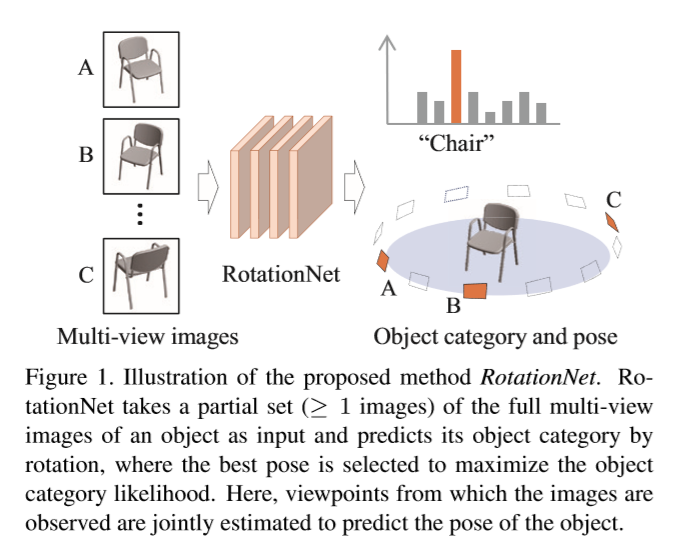 A
B
C
Multi-view images
RotationNet
“Chair”
A
B
C
Object category and pose
Figure 1. Illustration of the proposed method RotationNet. Ro-
tationNet takes a partial set (≥ 1 images) of the full multi-view
images of an object as input and predicts its object category by
rotation, where the best pose is selected to maximize the object
category likelihood. Here, viewpoints from which the images are
observed are jointly estimated to predict the pose of the object.